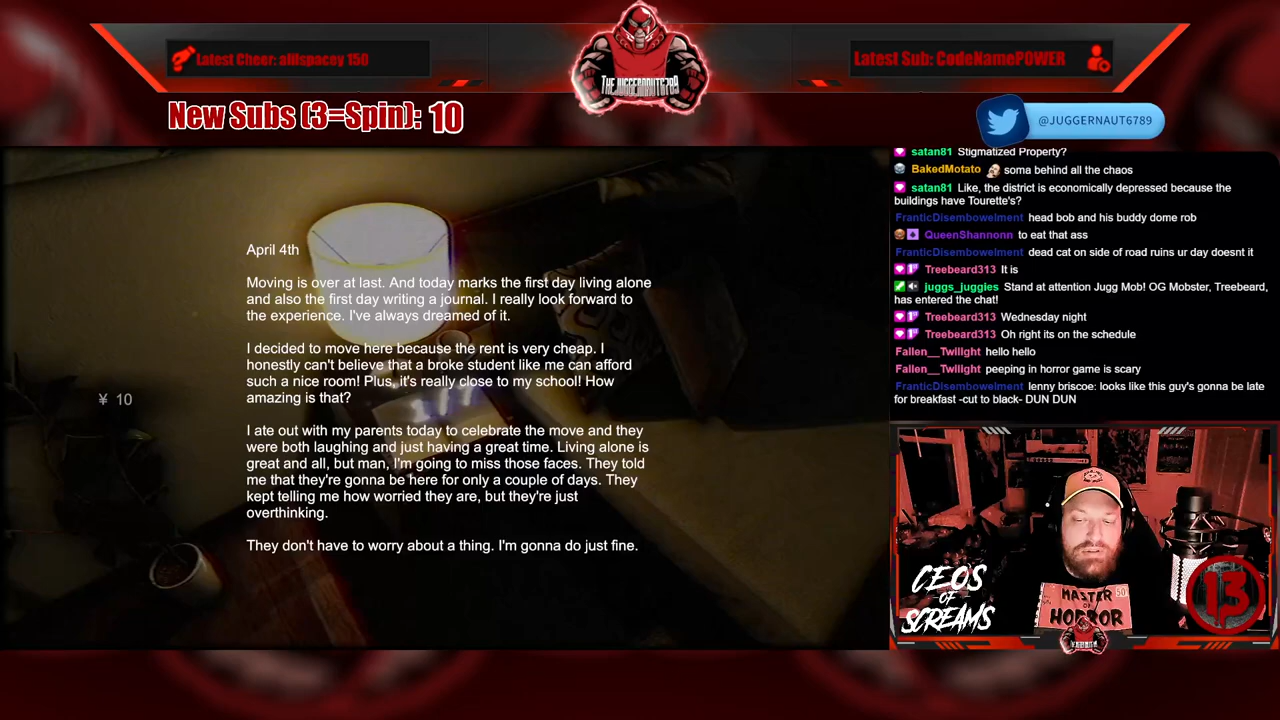 Latest Cheer: alilspacey 150
Latest Sub: CodeNamePOWER
THEJUGGERNAUT6789
New Subs (3=Spin): 10
@JUGGERNAUT6789
April 4th
Moving is over at last. And today marks the first day living alone
and also the first day writing a journal. I really look forward to
the experience. I've always dreamed of it.
I decided to move here because the rent is very cheap. I
honestly can't believe that a broke student like me can afford
such a nice room! Plus, it's really close to my school! How
amazing is that?
I ate out with my parents today to celebrate the move and they
were both laughing and just having a great time. Living alone is
great and all, but man, I'm going to miss those faces. They told
me that they're gonna be here for only a couple of days. They
kept telling me how worried they are, but they're just
overthinking.
They don't have to worry about a thing. I'm gonna do just fine.
¥ 10
satan81 Stigmatized Property?
BakedMotato soma behind all the chaos
satan81 Like, the district is economically depressed because the
buildings have Tourette's?
FranticDisembowelment head bob and his buddy dome rob
QueenShannonn to eat that ass
FranticDisembowelment dead cat on side of road ruins ur day doesnt it
Treebeard313 It is
juggs_juggies Stand at attention Jugg Mob! OG Mobster, Treebeard,
has entered the chat!
Treebeard313 Wednesday night
Treebeard313 Oh right its on the schedule
Fallen__Twilight hello hello
Fallen__Twilight peeping in horror game is scary
FranticDisembowelment lenny briscoe: looks like this guy's gonna be late
for breakfast -cut to black- DUN DUN
CEOS
OF
SCREAMS
MASTER
OF
HORROR
13